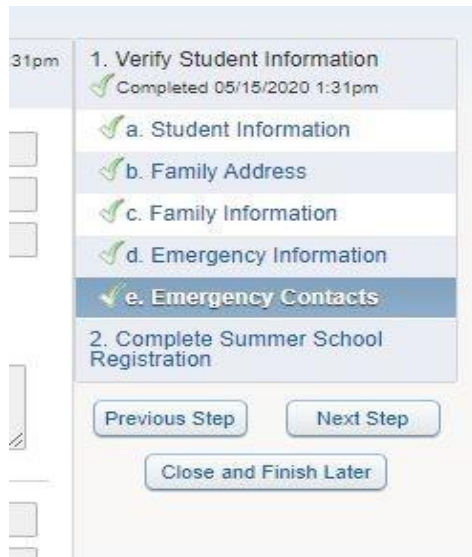 31pm
1. Verify Student Information
Completed 05/15/2020 1:31pm
a. Student Information
b. Family Address
c. Family Information
d. Emergency Information
e. Emergency Contacts
2. Complete Summer School
Registration
Previous Step
Next Step
Close and Finish Later